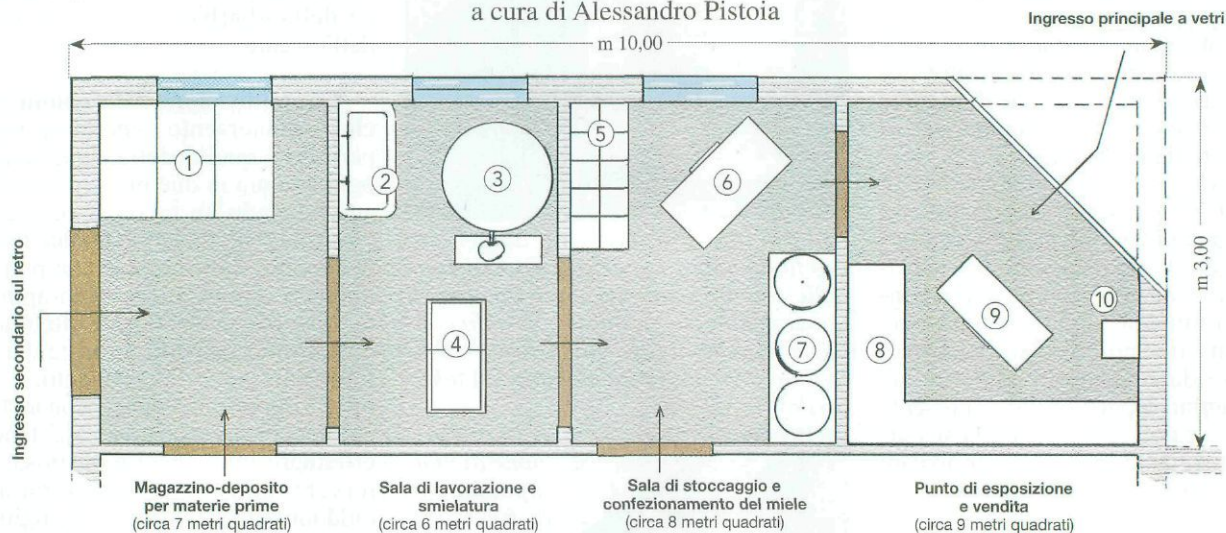 a cura di Alessandro Pistoia
Ingresso principale a vetri
m 10,00
m 3,00
1
2
3
4
5
6
7
8
9
10
Ingresso secondario sul retro
Magazzino-deposito
per materie prime
(circa 7 metri quadrati)
Sala di lavorazione e
smielatura
(circa 6 metri quadrati)
Sala di stoccaggio e
confezionamento del miele
(circa 8 metri quadrati)
Punto di esposizione
e vendita
(circa 9 metri quadrati)